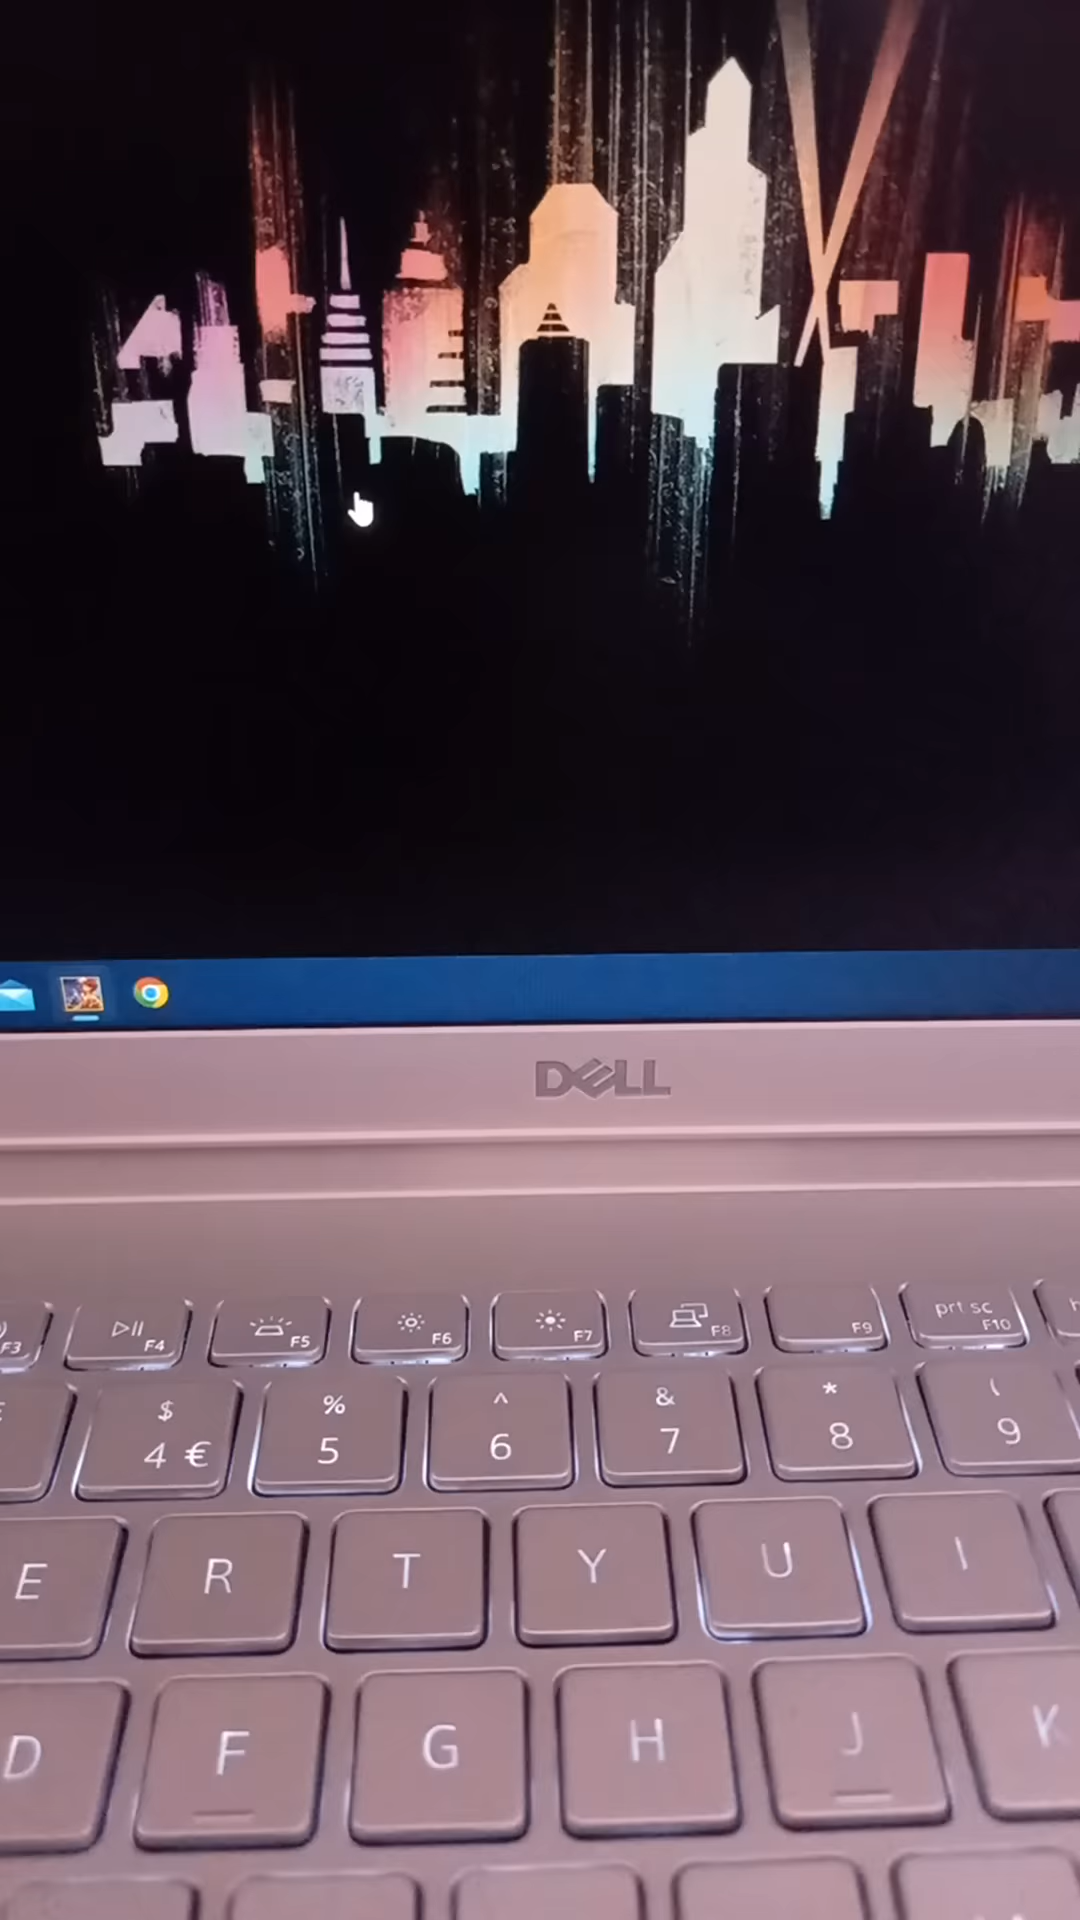 DELL
F3 F4 F5 F6 F7 F8 F9 prt sc F10
$ % ^ & * (
4 € 5 6 7 8 9
E R T Y U I
D F G H J K